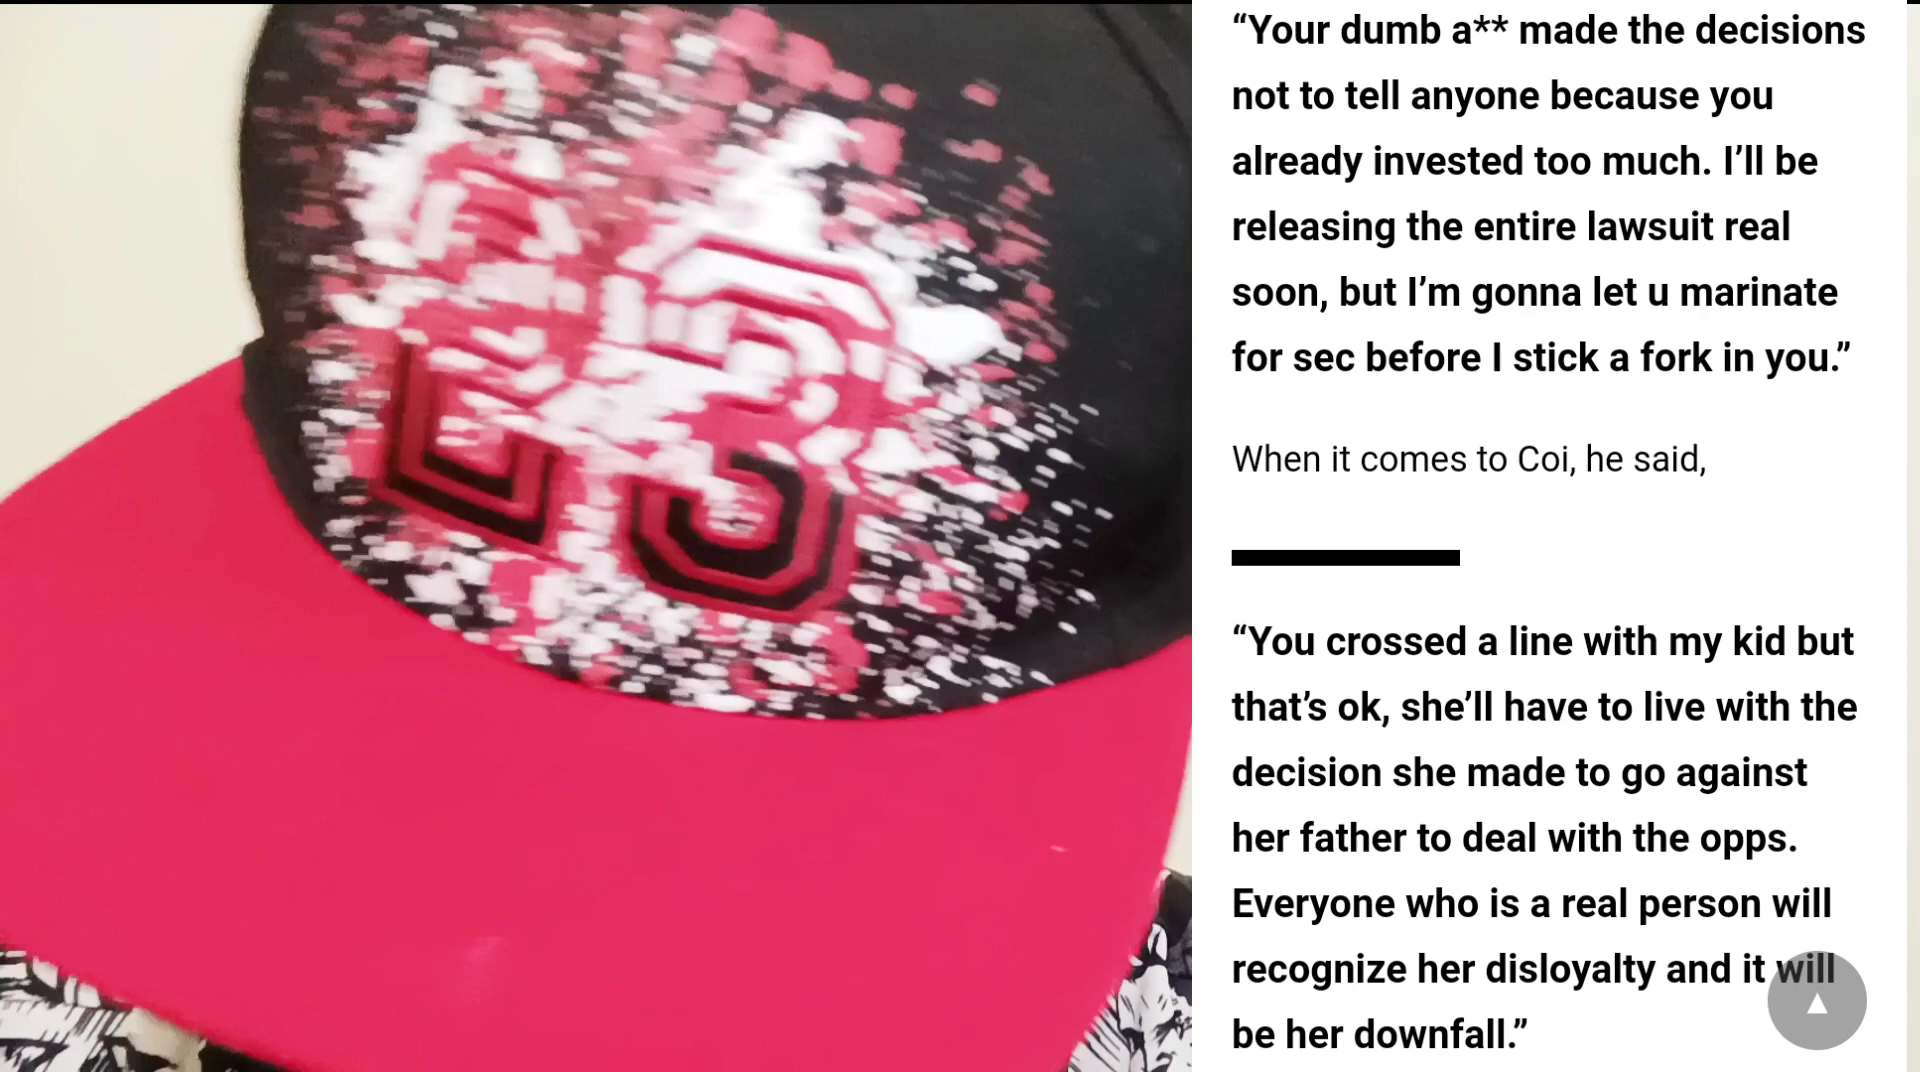 “Your dumb a** made the decisions
not to tell anyone because you
already invested too much. I’ll be
releasing the entire lawsuit real
soon, but I’m gonna let u marinate
for sec before I stick a fork in you.”
When it comes to Coi, he said,
“You crossed a line with my kid but
that’s ok, she’ll have to live with the
decision she made to go against
her father to deal with the opps.
Everyone who is a real person will
recognize her disloyalty and it will
be her downfall.”